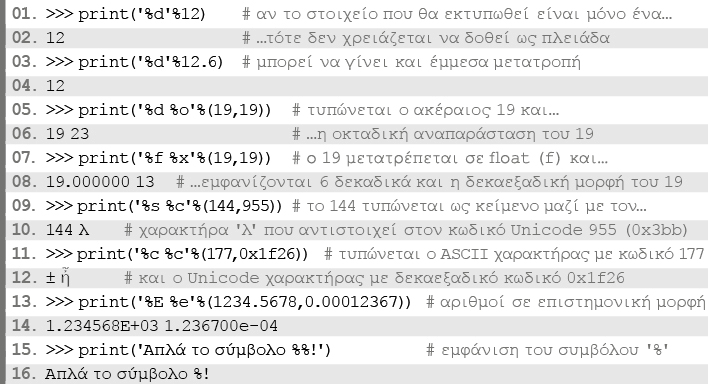 01. >>> print('%d'%12) # αν το στοιχείο που θα εκτυπωθεί είναι μόνο ένα…
02. 12 # …τότε δεν χρειάζεται να δοθεί ως πλειάδα
03. >>> print('%d'%12.6) # μπορεί να γίνει και έμμεσα μετατροπή
04. 12
05. >>> print('%d %o'%(19,19)) # τυπώνεται ο ακέραιος 19 και…
06. 19 23 # …η οκταδική αναπαράσταση του 19
07. >>> print('%f %x'%(19,19)) # ο 19 μετατρέπεται σε float (f) και…
08. 19.000000 13 # …εμφανίζονται 6 δεκαδικά και η δεκαεξαδική μορφή του 19
09. >>> print('%s %c'%(144,955)) # το 144 τυπώνεται ως κείμενο μαζί με τον…
10. 144 λ # χαρακτήρα 'λ' που αντιστοιχεί στον κωδικό Unicode 955 (0x3bb)
11. >>> print('%c %c'%(177,0x1f26)) # τυπώνεται ο ASCII χαρακτήρας με κωδικό 177
12. ± ἦ # και ο Unicode χαρακτήρας με δεκαεξαδικό κωδικό 0x1f26
13. >>> print('%E %e'%(1234.5678,0.00012367)) # αριθμοί σε επιστημονική μορφή
14. 1.234568E+03 1.236700e-04
15. >>> print('Απλά το σύμβολο %%!') # εμφάνιση του συμβόλου '%'
16. Απλά το σύμβολο %!